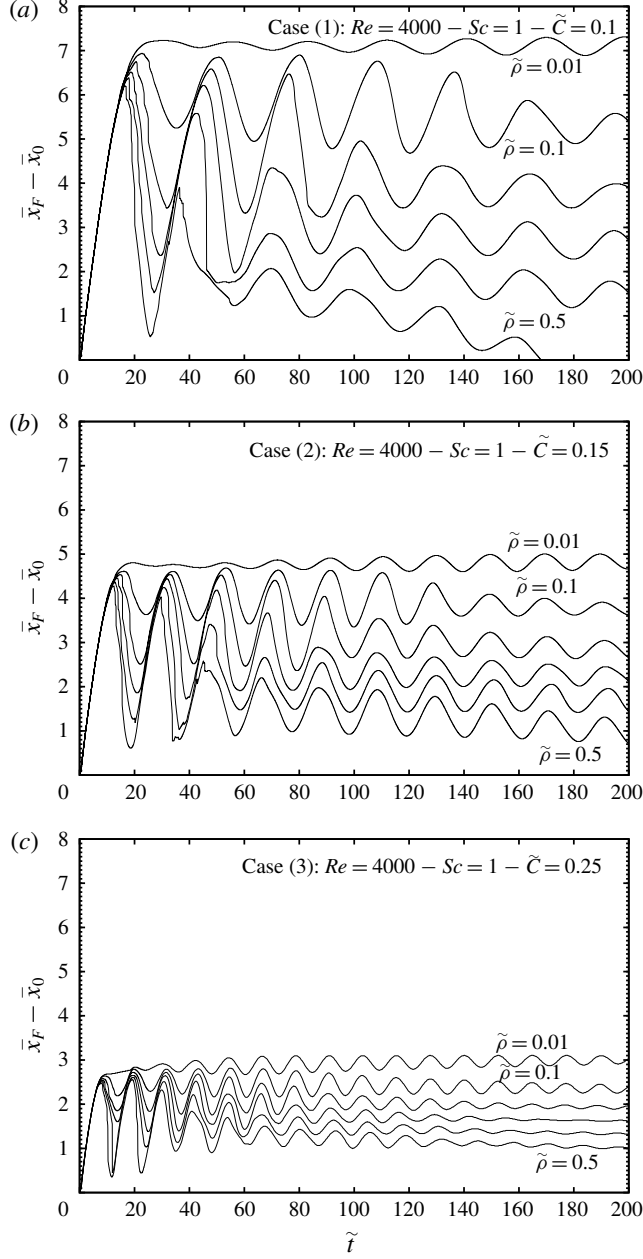 (a)
8
Case (1): Re = 4000 − Sc = 1 − C̃ = 0.1
7
ρ̃ = 0.01
6
5
ρ̃ = 0.1
x̄F − x̄0
4
3
2
ρ̃ = 0.5
1
0 20 40 60 80 100 120 140 160 180 200
(b)
8
Case (2): Re = 4000 − Sc = 1 − C̃ = 0.15
7
6
ρ̃ = 0.01
5
ρ̃ = 0.1
x̄F − x̄0
4
3
2
1
ρ̃ = 0.5
0 20 40 60 80 100 120 140 160 180 200
(c)
8
Case (3): Re = 4000 − Sc = 1 − C̃ = 0.25
7
6
5
x̄F − x̄0
4
ρ̃ = 0.01
3
ρ̃ = 0.1
2
1
ρ̃ = 0.5
0 20 40 60 80 100 120 140 160 180 200
t̃